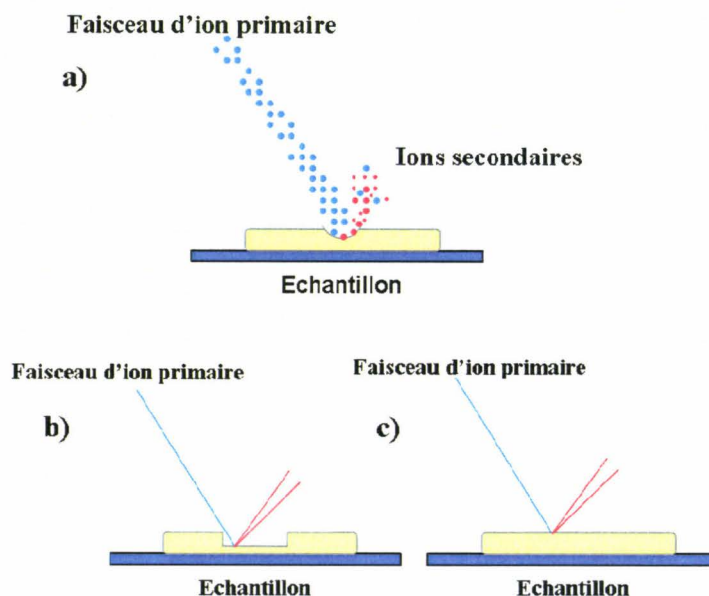 Faisceau d'ion primaire
a)
Ions secondaires
Echantillon
Faisceau d'ion primaire
b)
Echantillon
Faisceau d'ion primaire
c)
Echantillon